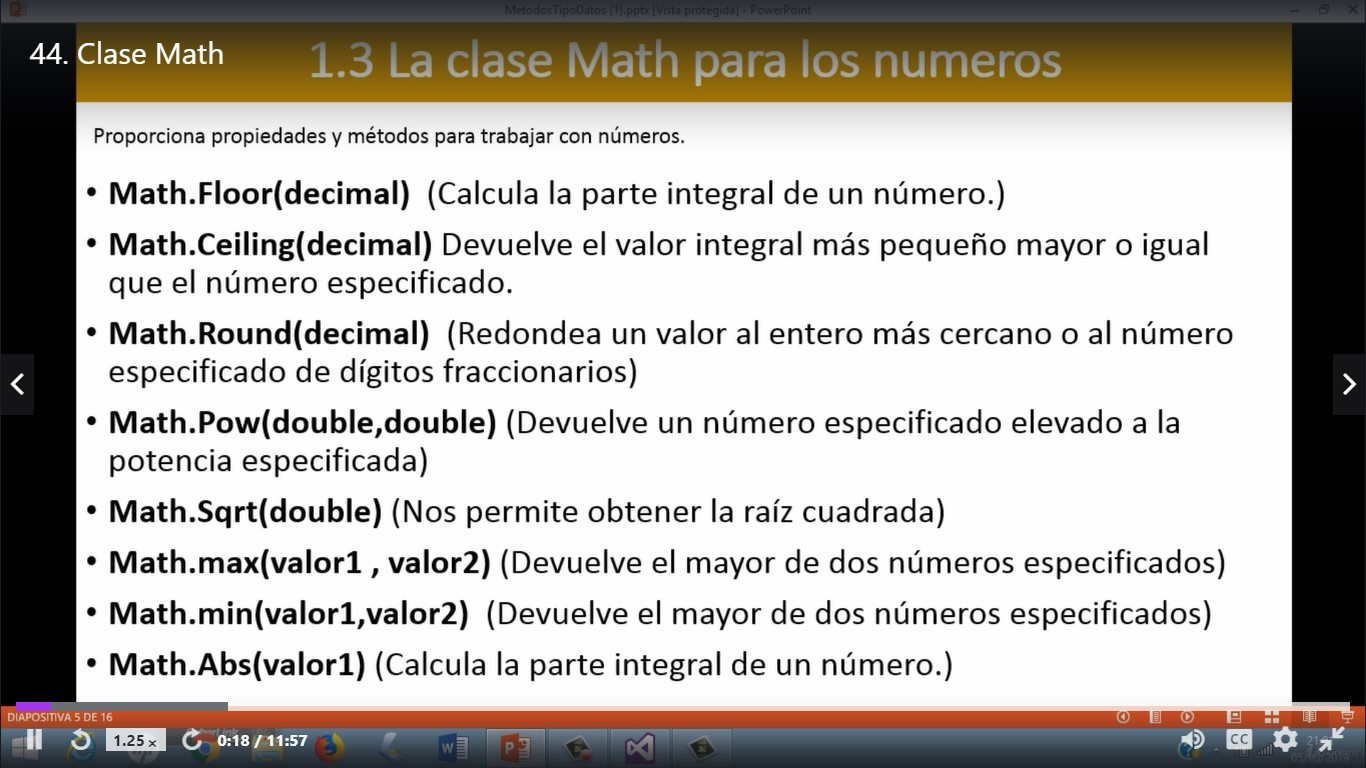 MetodosTipoDatos (1).pptx [Vista protegida] - PowerPoint
44. Clase Math
1.3 La clase Math para los numeros
Proporciona propiedades y métodos para trabajar con números.
• Math.Floor(decimal) (Calcula la parte integral de un número.)
• Math.Ceiling(decimal) Devuelve el valor integral más pequeño mayor o igual
que el número especificado.
• Math.Round(decimal) (Redondea un valor al entero más cercano o al número
especificado de dígitos fraccionarios)
• Math.Pow(double,double) (Devuelve un número especificado elevado a la
potencia especificada)
• Math.Sqrt(double) (Nos permite obtener la raíz cuadrada)
• Math.max(valor1 , valor2) (Devuelve el mayor de dos números especificados)
• Math.min(valor1,valor2) (Devuelve el mayor de dos números especificados)
• Math.Abs(valor1) (Calcula la parte integral de un número.)
DIAPOSITIVA 5 DE 16
1.25 x
0:18 / 11:57
CC